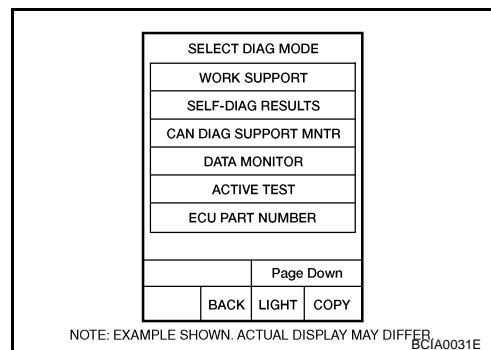 SELECT DIAG MODE
WORK SUPPORT
SELF-DIAG RESULTS
CAN DIAG SUPPORT MNTR
DATA MONITOR
ACTIVE TEST
ECU PART NUMBER
Page Down
BACK LIGHT COPY
NOTE: EXAMPLE SHOWN. ACTUAL DISPLAY MAY DIFFER.
BCIA0031E